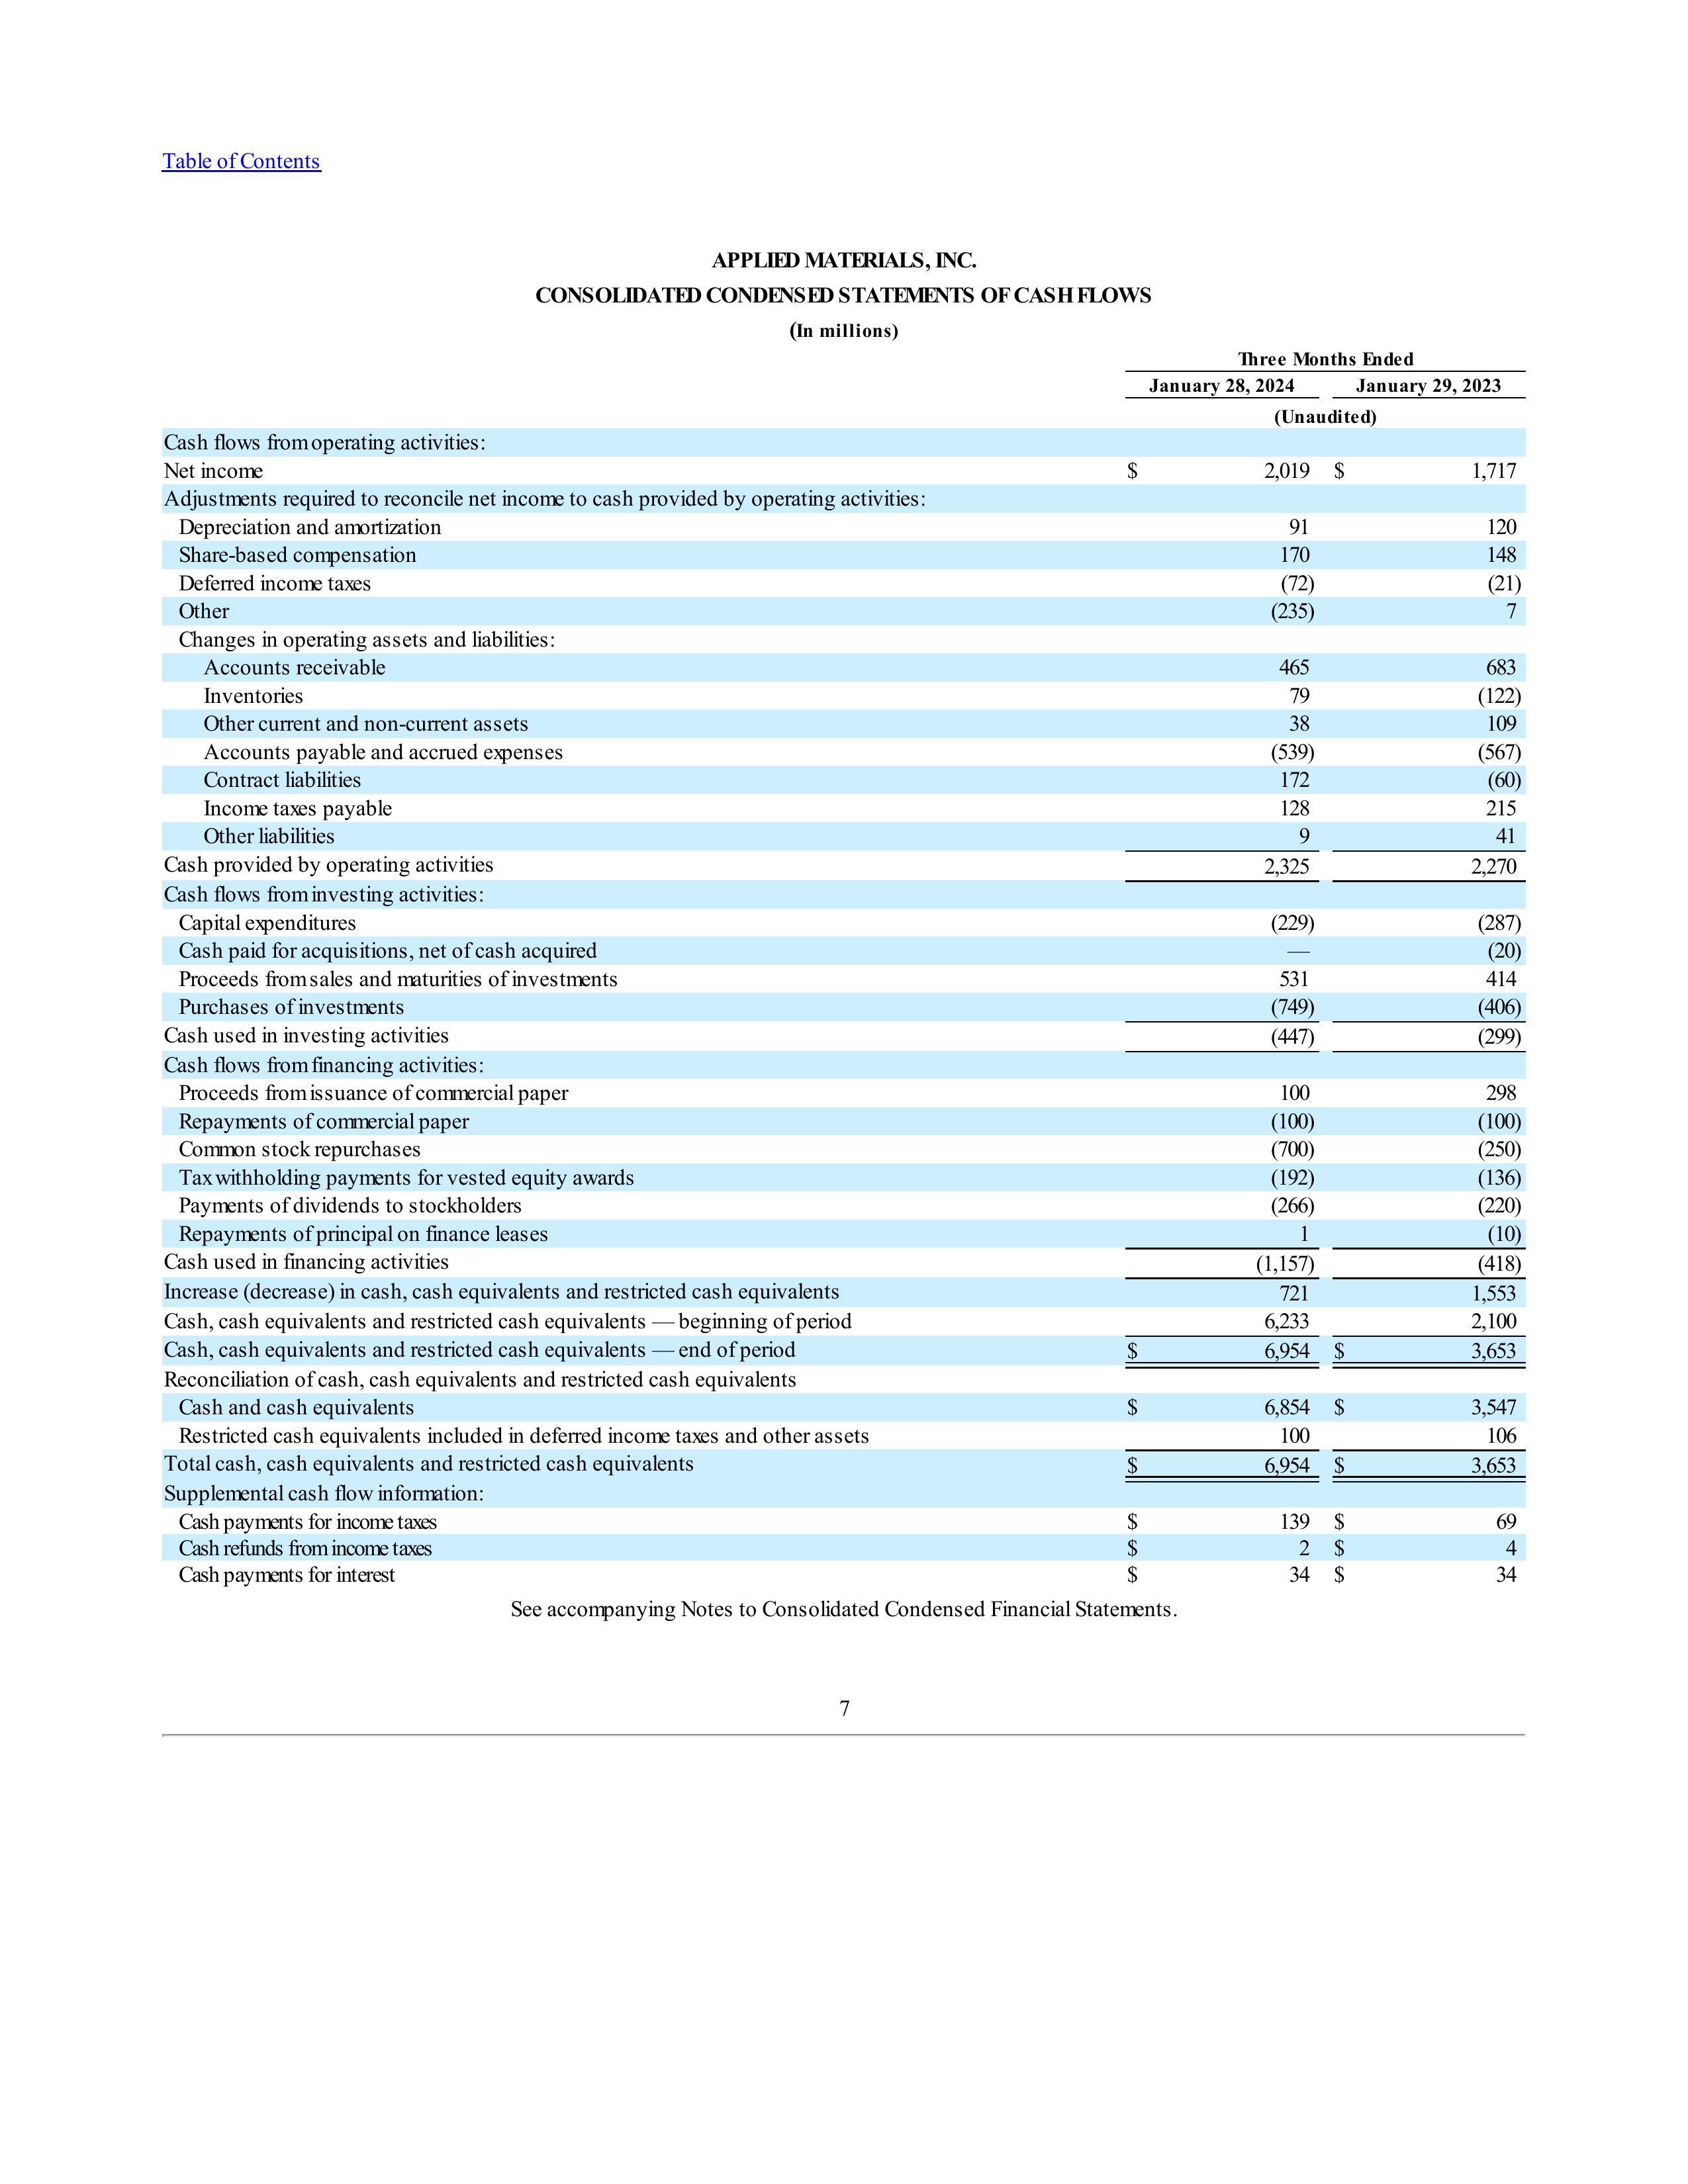 Table of Contents
APPLIED MATERIALS, INC.
CONSOLIDATED CONDENSED STATEMENTS OF CASH FLOWS
(In millions)
Three Months Ended
January 28, 2024 January 29, 2023
(Unaudited)
Cash flows from operating activities:
Net income $ 2,019 $ 1,717
Adjustments required to reconcile net income to cash provided by operating activities:
Depreciation and amortization 91 120
Share-based compensation 170 148
Deferred income taxes (72) (21)
Other (235) 7
Changes in operating assets and liabilities:
Accounts receivable 465 683
Inventories 79 (122)
Other current and non-current assets 38 109
Accounts payable and accrued expenses (539) (567)
Contract liabilities 172 (60)
Income taxes payable 128 215
Other liabilities 9 41
Cash provided by operating activities 2,325 2,270
Cash flows from investing activities:
Capital expenditures (229) (287)
Cash paid for acquisitions, net of cash acquired — (20)
Proceeds from sales and maturities of investments 531 414
Purchases of investments (749) (406)
Cash used in investing activities (447) (299)
Cash flows from financing activities:
Proceeds from issuance of commercial paper 100 298
Repayments of commercial paper (100) (100)
Common stock repurchases (700) (250)
Tax withholding payments for vested equity awards (192) (136)
Payments of dividends to stockholders (266) (220)
Repayments of principal on finance leases 1 (10)
Cash used in financing activities (1,157) (418)
Increase (decrease) in cash, cash equivalents and restricted cash equivalents 721 1,553
Cash, cash equivalents and restricted cash equivalents — beginning of period 6,233 2,100
Cash, cash equivalents and restricted cash equivalents — end of period $ 6,954 $ 3,653
Reconciliation of cash, cash equivalents and restricted cash equivalents
Cash and cash equivalents $ 6,854 $ 3,547
Restricted cash equivalents included in deferred income taxes and other assets 100 106
Total cash, cash equivalents and restricted cash equivalents $ 6,954 $ 3,653
Supplemental cash flow information:
Cash payments for income taxes $ 139 $ 69
Cash refunds from income taxes $ 2 $ 4
Cash payments for interest $ 34 $ 34
See accompanying Notes to Consolidated Condensed Financial Statements.
7